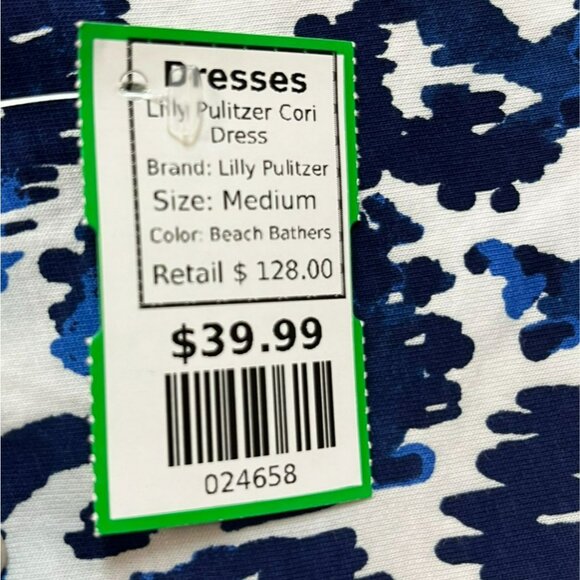 Dresses
Lilly Pulitzer Cori
Dress
Brand: Lilly Pulitzer
Size: Medium
Color: Beach Bathers
Retail $ 128.00
$39.99
024658